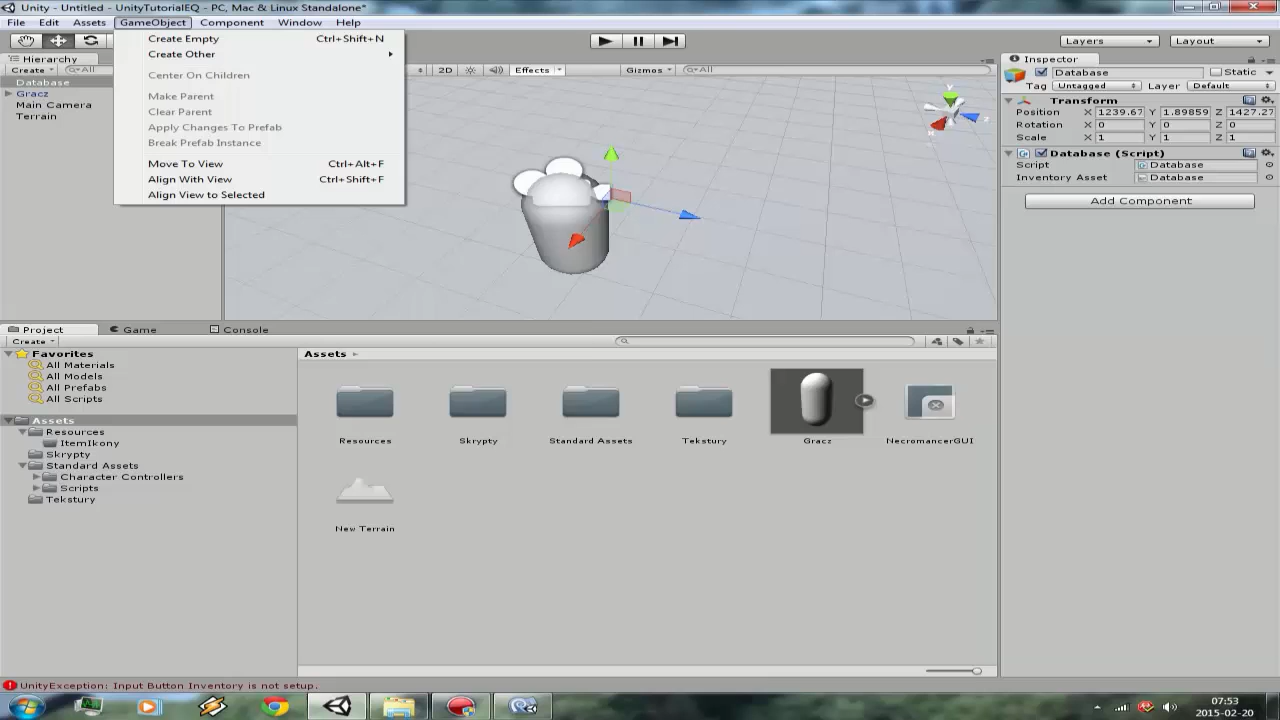 Unity - Untitled - UnityTutorialEQ - PC, Mac & Linux Standalone*
File Edit Assets GameObject Component Window Help
Create Empty Ctrl+Shift+N
Create Other
Center On Children
Make Parent
Clear Parent
Apply Changes To Prefab
Break Prefab Instance
Move To View Ctrl+Alt+F
Align With View Ctrl+Shift+F
Align View to Selected
Layers Layout
Hierarchy
Create All
Database
Gracz
Main Camera
Terrain
2D Effects Gizmos All
y
x
z
Inspector
Database Static
Tag Untagged Layer Default
Transform
Position X 1239.67 Y 1.89859 Z 1427.27
Rotation X 0 Y 0 Z 0
Scale X 1 Y 1 Z 1
Database (Script)
Script Database
Inventory Asset Database
Add Component
Project Game Console
Create
Favorites
All Materials
All Models
All Prefabs
All Scripts
Assets
Resources
ItemIkony
Skrypty
Standard Assets
Character Controllers
Scripts
Tekstury
Assets
Resources Skrypty Standard Assets Tekstury Gracz NecromancerGUI
New Terrain
UnityException: Input Button Inventory is not setup.
07:53
2015-02-20